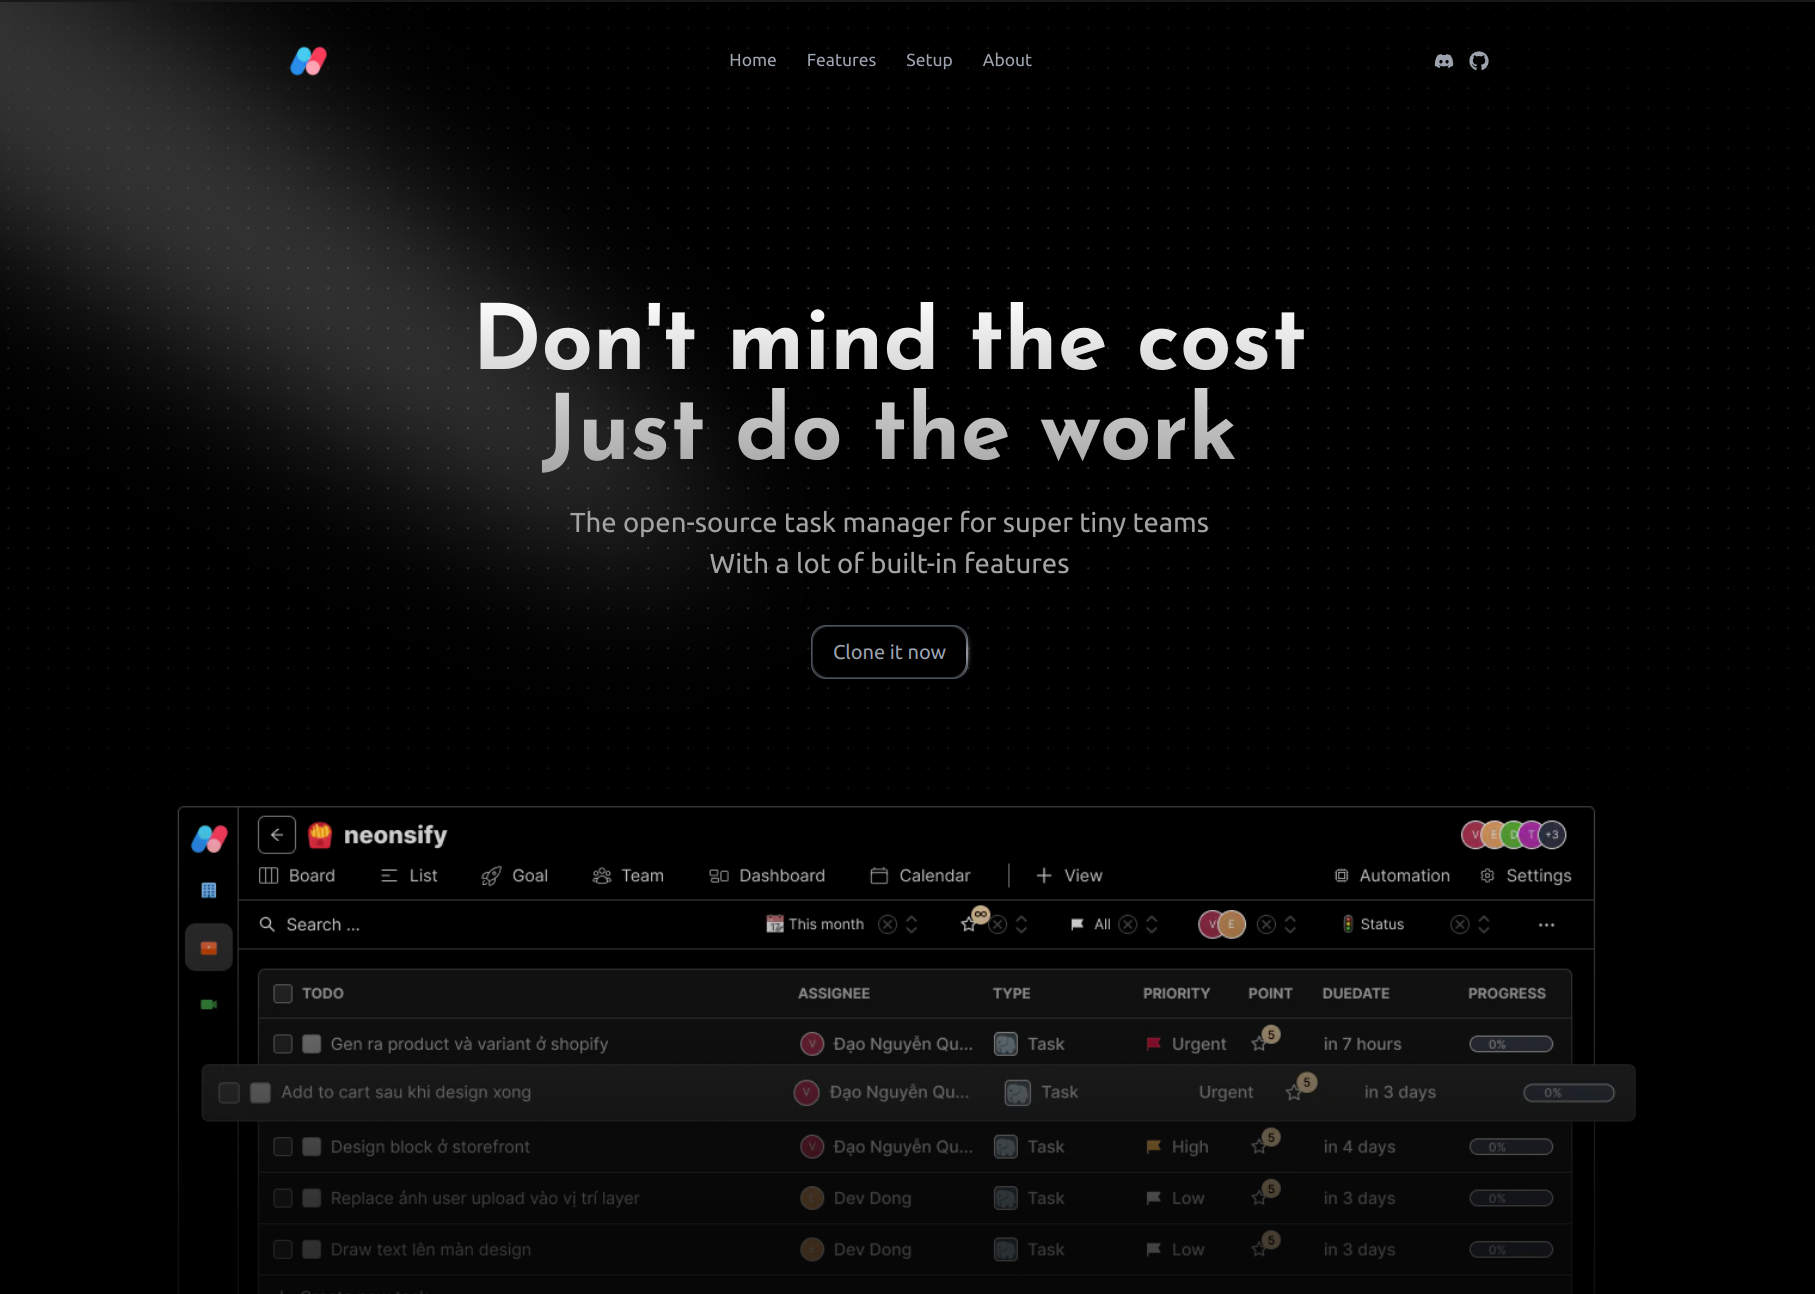 Home Features Setup About
Don't mind the cost
Just do the work
The open-source task manager for super tiny teams
With a lot of built-in features
Clone it now
neonsify
V E D T +3
Board List Goal Team Dashboard Calendar View Automation Settings
Search ... This month ∞ All V E Status
TODO ASSIGNEE TYPE PRIORITY POINT DUEDATE PROGRESS
Gen ra product và variant ở shopify V Đạo Nguyễn Qu... Task Urgent 5 in 7 hours 0%
Add to cart sau khi design xong V Đạo Nguyễn Qu... Task Urgent 5 in 3 days 0%
Design block ở storefront V Đạo Nguyễn Qu... Task High 5 in 4 days 0%
Replace ảnh user upload vào vị trí layer Dev Dong Task Low 5 in 3 days 0%
Draw text lên màn design Dev Dong Task Low 5 in 3 days 0%